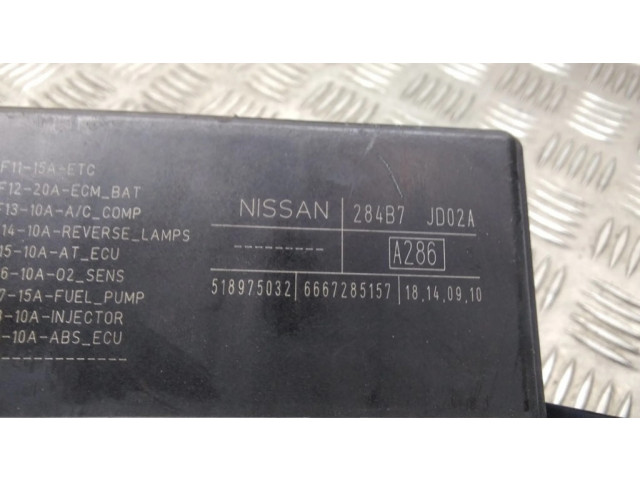 F11-15A-ETC
F12-20A-ECM_BAT
F13-10A-A/C_COMP
14-10A-REVERSE_LAMPS
15-10A-AT_ECU
6-10A-O2_SENS
7-15A-FUEL_PUMP
-10A-INJECTOR
-10A-ABS_ECU
------------
NISSAN 284B7 JD02A
--------- A286
518975032 6667285157 18,14,09,10